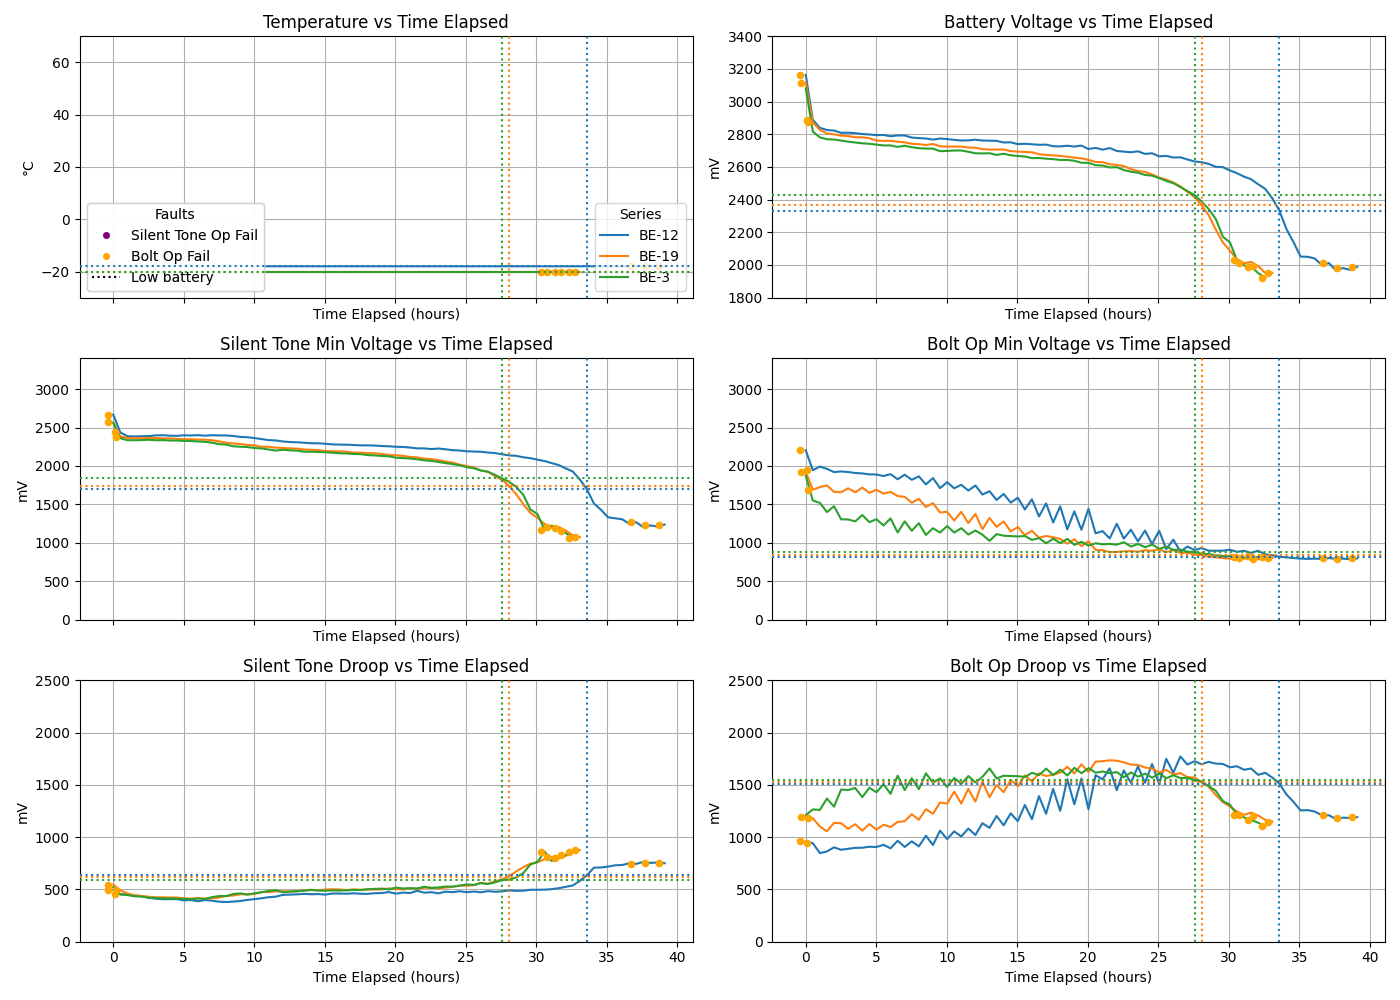 Temperature vs Time Elapsed
60
40
20
0
−20
°C
Faults
Silent Tone Op Fail
Bolt Op Fail
Low battery
Series
BE-12
BE-19
BE-3
Time Elapsed (hours)
Battery Voltage vs Time Elapsed
3400
3200
3000
2800
2600
2400
2200
2000
1800
mV
Time Elapsed (hours)
Silent Tone Min Voltage vs Time Elapsed
3000
2500
2000
1500
1000
500
0
mV
Time Elapsed (hours)
Bolt Op Min Voltage vs Time Elapsed
3000
2500
2000
1500
1000
500
0
mV
Time Elapsed (hours)
Silent Tone Droop vs Time Elapsed
2500
2000
1500
1000
500
0
mV
0 5 10 15 20 25 30 35 40
Time Elapsed (hours)
Bolt Op Droop vs Time Elapsed
2500
2000
1500
1000
500
0
mV
0 5 10 15 20 25 30 35 40
Time Elapsed (hours)